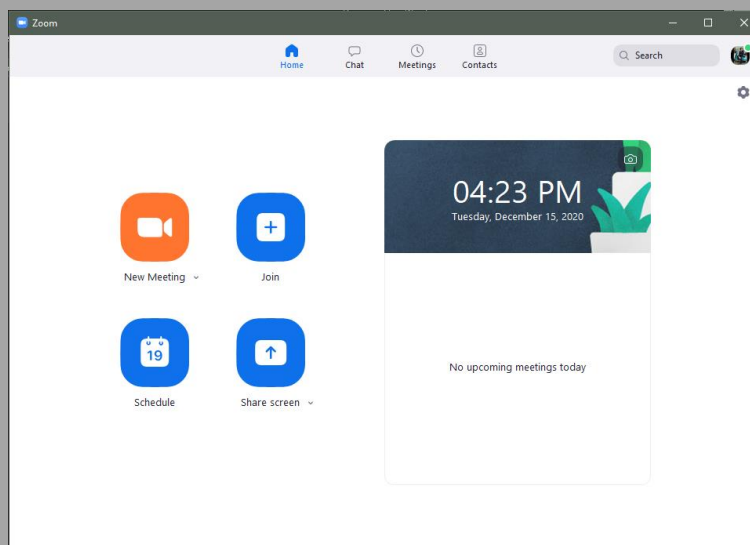 Zoom
Home
Chat
Meetings
Contacts
Search
04:23 PM
Tuesday, December 15, 2020
New Meeting
Join
19
Schedule
Share screen
No upcoming meetings today